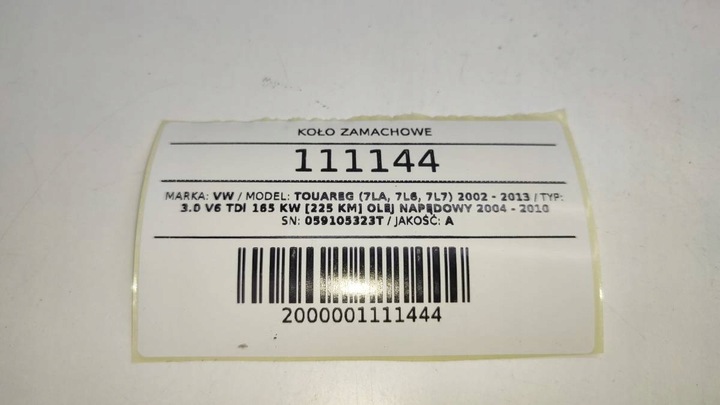 KOŁO ZAMACHOWE
111144
MARKA: VW / MODEL: TOUAREG (7LA, 7L6, 7L7) 2002 - 2013 / TYP:
3.0 V6 TDI 165 KW [225 KM] OLEJ NAPĘDOWY 2004 - 2010
SN: 059105323T / JAKOŚĆ: A
2000001111444